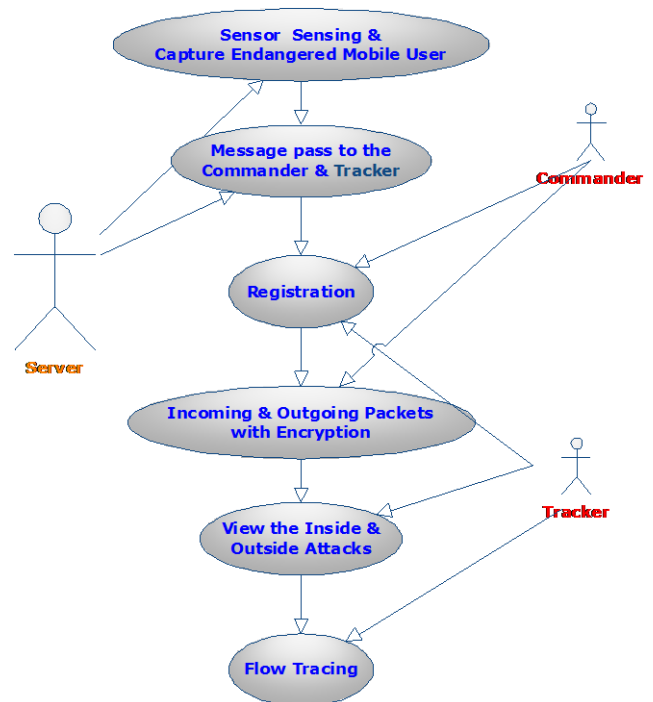 Sensor Sensing &
Capture Endangered Mobile User
Message pass to the
Commander & Tracker
Commander
Registration
Server
Incoming & Outgoing Packets
with Encryption
Tracker
View the Inside &
Outside Attacks
Flow Tracing